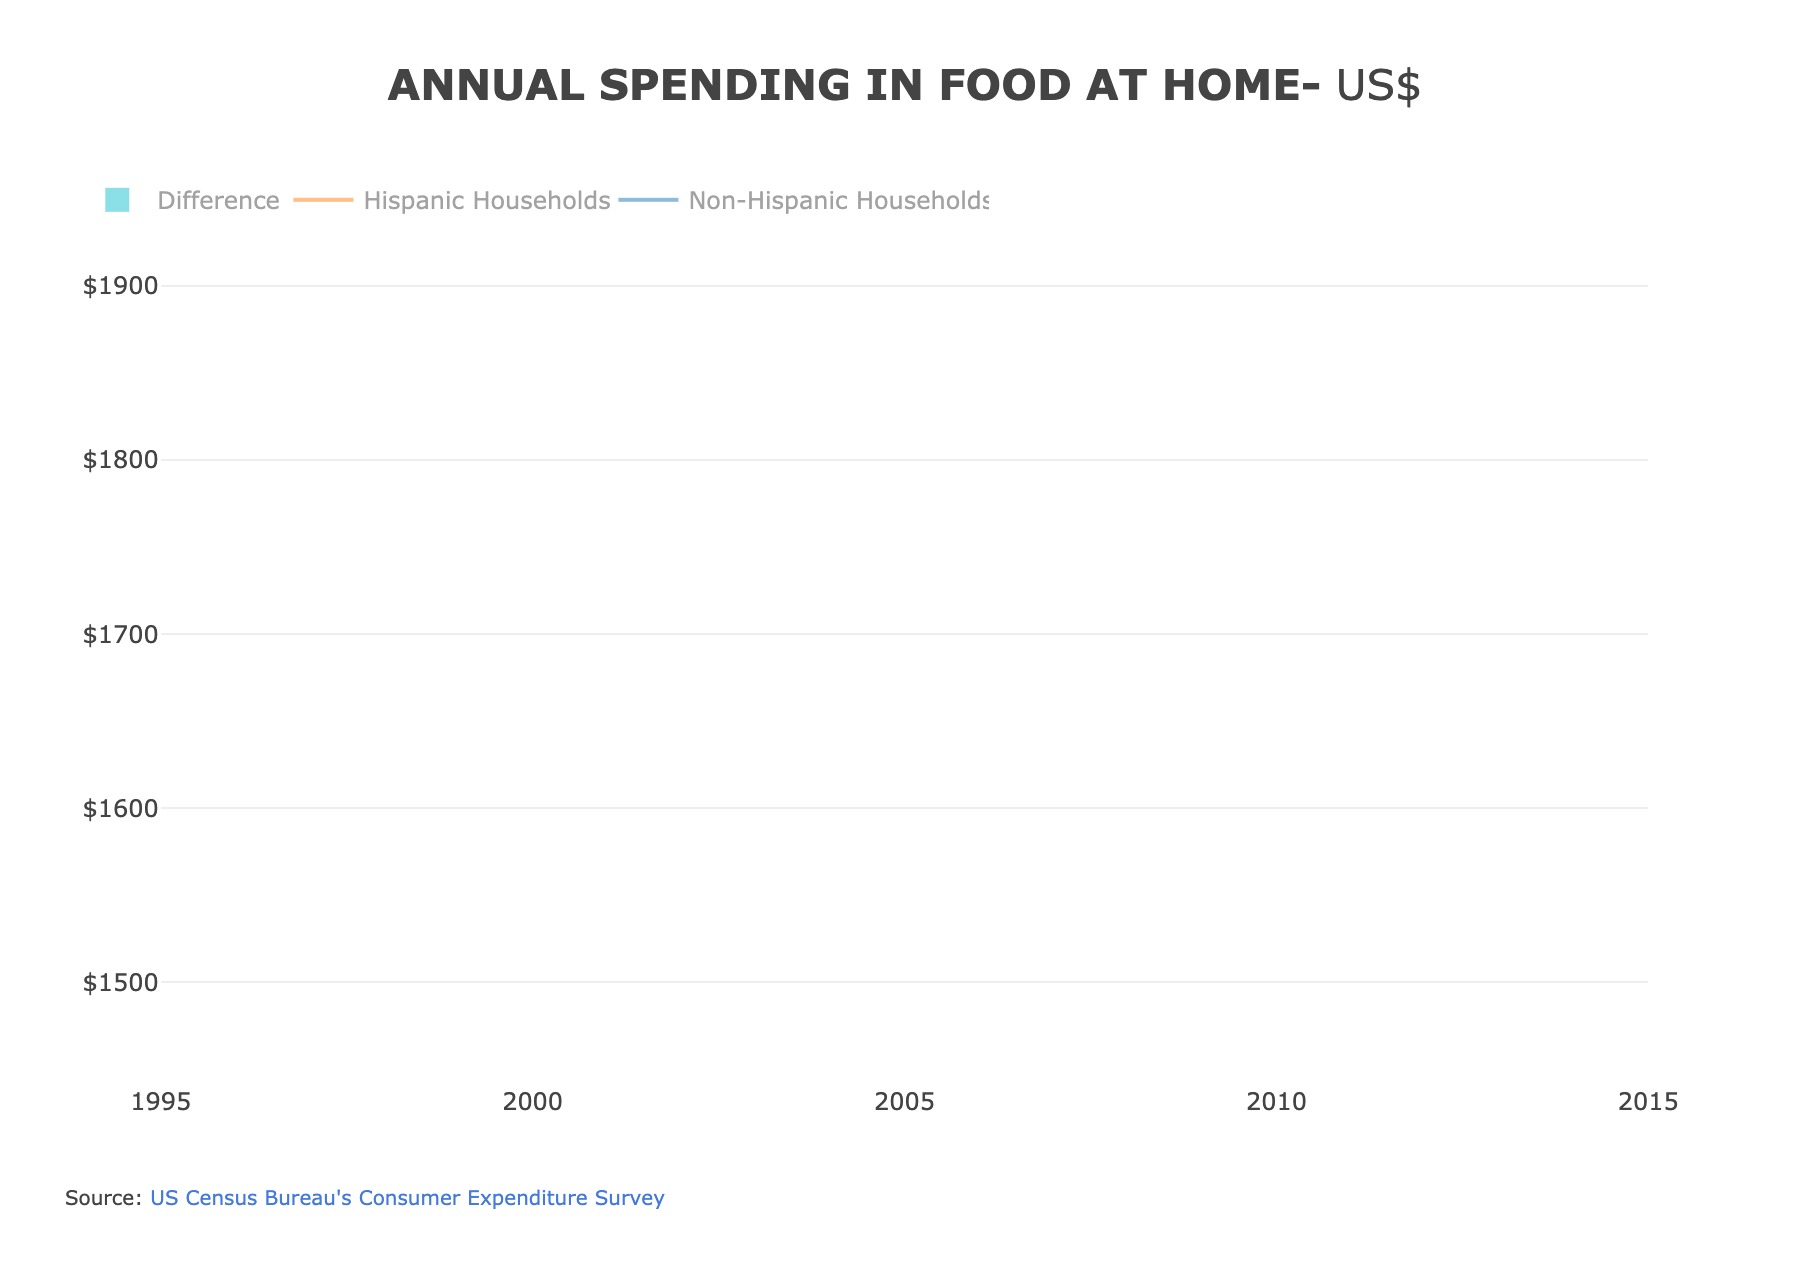 ANNUAL SPENDING IN FOOD AT HOME- US$
Difference Hispanic Households Non-Hispanic Households
$1900
$1800
$1700
$1600
$1500
1995 2000 2005 2010 2015
Source: US Census Bureau's Consumer Expenditure Survey